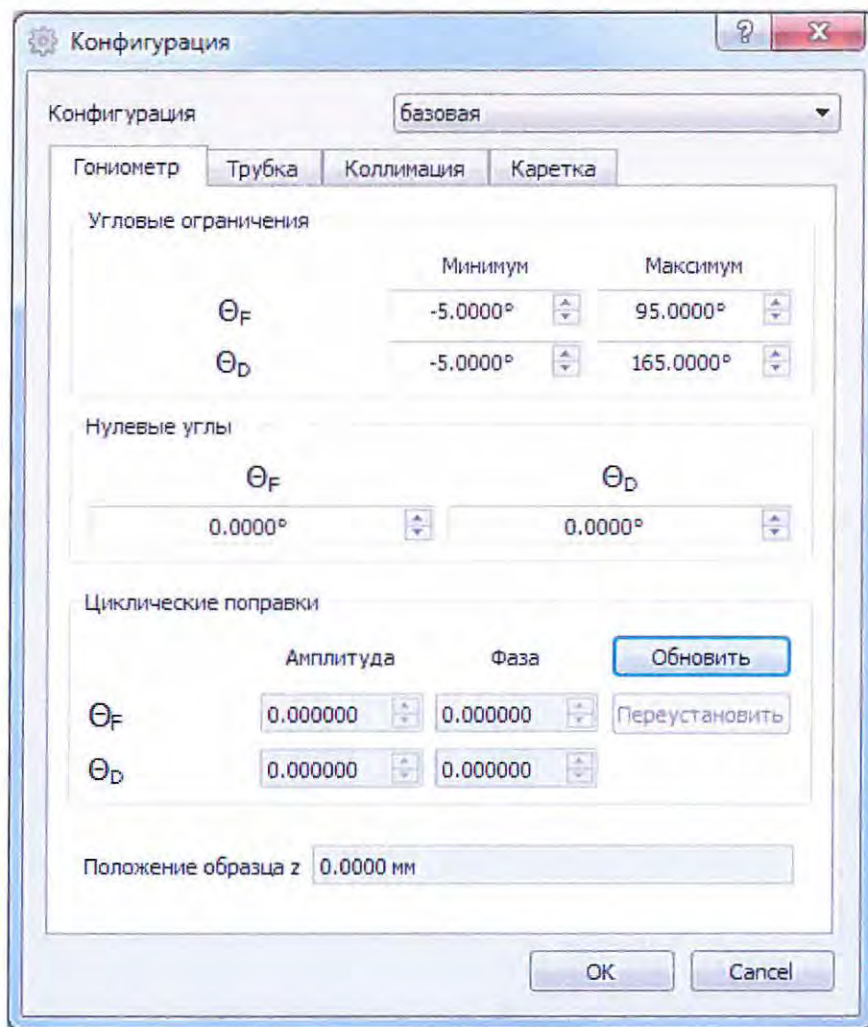 Конфигурация
Конфигурация базовая
Гониометр Трубка Коллимация Каретка
Угловые ограничения
Минимум Максимум
ΘF -5.0000° 95.0000°
ΘD -5.0000° 165.0000°
Нулевые углы
ΘF ΘD
0.0000° 0.0000°
Циклические поправки
Амплитуда Фаза Обновить
ΘF 0.000000 0.000000 Переустановить
ΘD 0.000000 0.000000
Положение образца z 0.0000 мм
OK Cancel